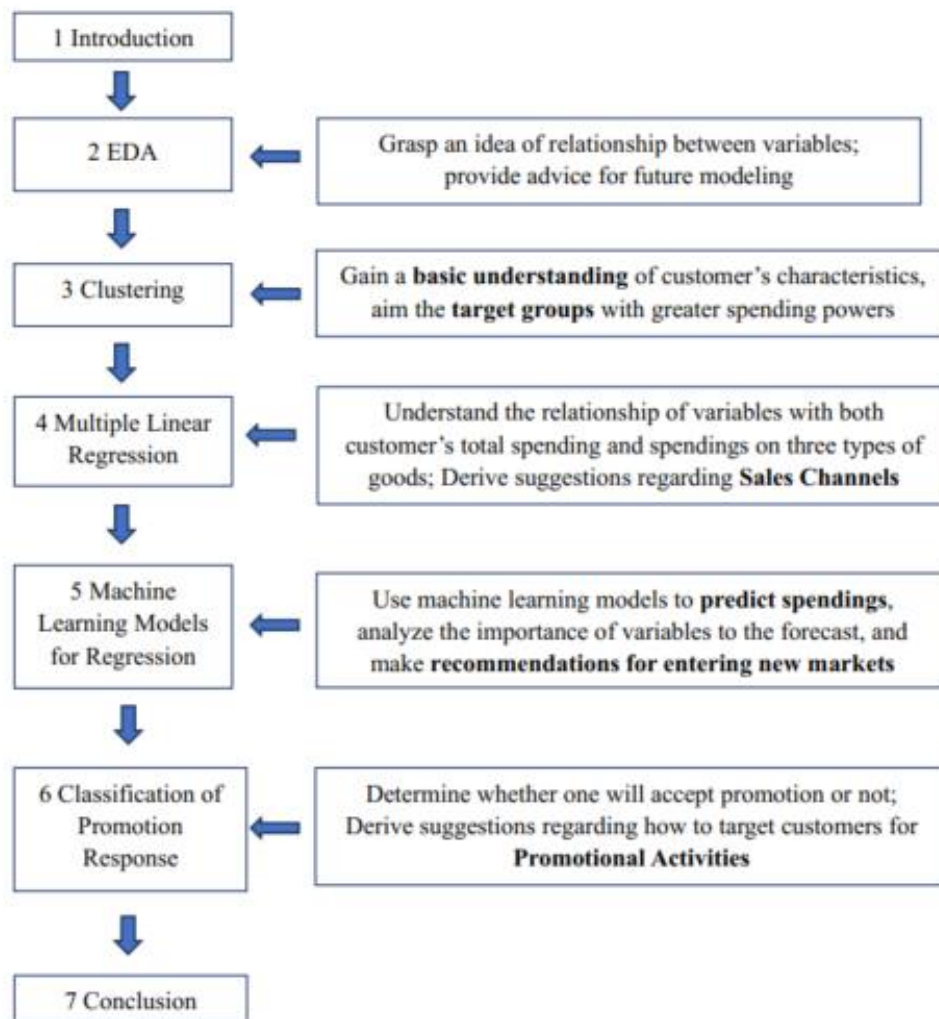 1 Introduction
2 EDA
Grasp an idea of relationship between variables;
provide advice for future modeling
3 Clustering
Gain a basic understanding of customer's characteristics,
aim the target groups with greater spending powers
4 Multiple Linear
Regression
Understand the relationship of variables with both
customer's total spending and spendings on three types of
goods; Derive suggestions regarding Sales Channels
5 Machine
Learning Models
for Regression
Use machine learning models to predict spendings,
analyze the importance of variables to the forecast, and
make recommendations for entering new markets
6 Classification of
Promotion
Response
Determine whether one will accept promotion or not;
Derive suggestions regarding how to target customers for
Promotional Activities
7 Conclusion